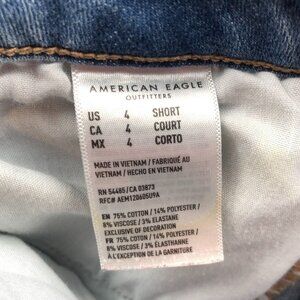 AMERICAN EAGLE
OUTFITTERS
US 4 SHORT
CA 4 COURT
MX 4 CORTO
MADE IN VIETNAM / FABRIQUÉ AU
VIETNAM / HECHO EN VIETNAM
RN 54485/CA 03873
RFC# AEM120605U9A
EN 75% COTTON / 14% POLYESTER /
8% VISCOSE / 3% ELASTANE
EXCLUSIVE OF DECORATION
FR 75% COTON / 14% POLYESTER /
8% VISCOSE / 3% ÉLASTHANNE
À L'EXCEPTION DE LA GARNITURE